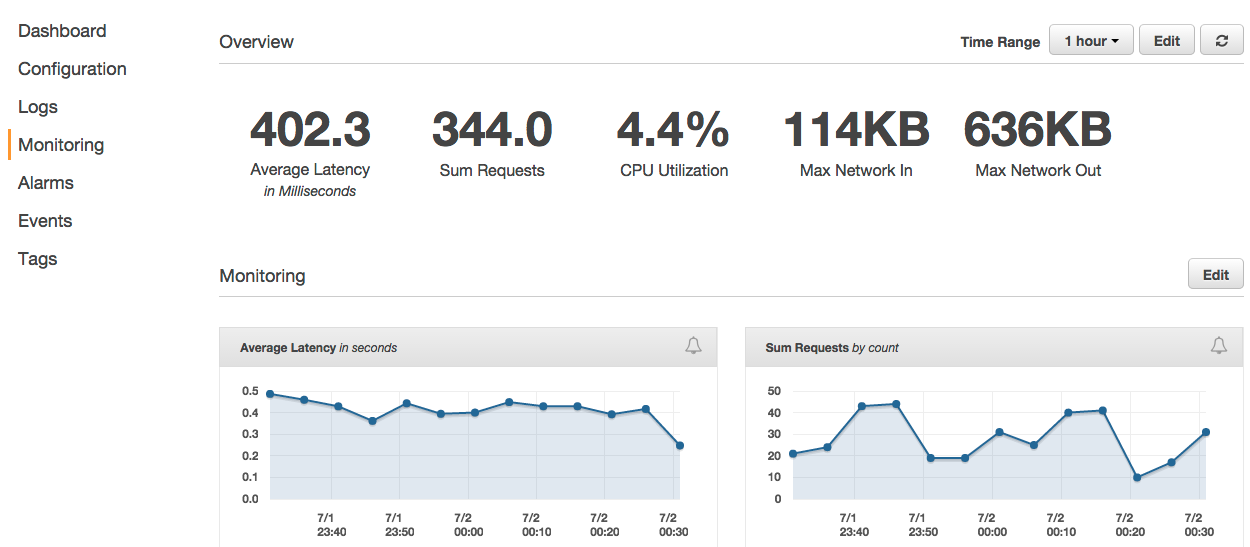 Dashboard
Configuration
Logs
Monitoring
Alarms
Events
Tags
Overview
Time Range 1 hour Edit
402.3 344.0 4.4% 114KB 636KB
Average Latency Sum Requests CPU Utilization Max Network In Max Network Out
in Milliseconds
Monitoring Edit
Average Latency in seconds
0.5
0.4
0.3
0.2
0.1
0.0
7/1 7/1 7/2 7/2 7/2 7/2
23:40 23:50 00:00 00:10 00:20 00:30
Sum Requests by count
50
40
30
20
10
0
7/1 7/1 7/2 7/2 7/2 7/2
23:40 23:50 00:00 00:10 00:20 00:30